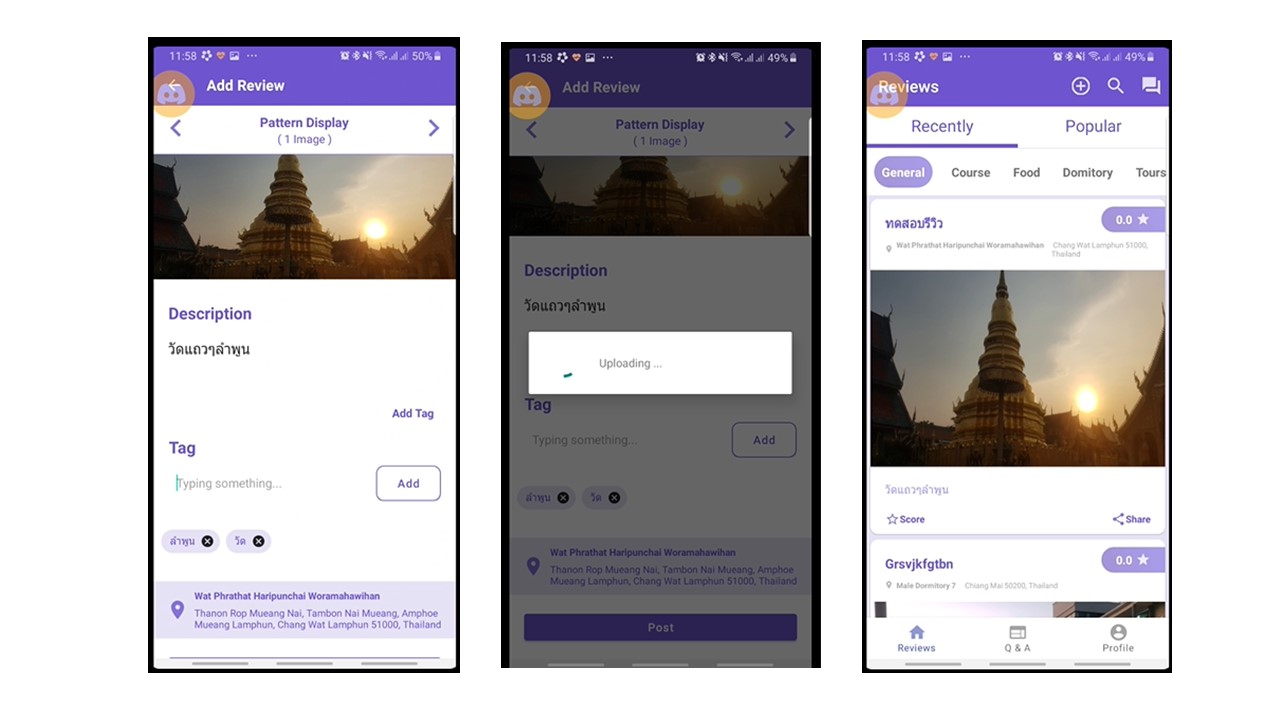 11:58 ... 50%
Add Review
Pattern Display
( 1 Image )
Description
วัดแถวๆลำพูน
Add Tag
Tag
Typing something...
Add
ลำพูน วัด
Wat Phrathat Haripunchai Woramahawihan
Thanon Rop Mueang Nai, Tambon Nai Mueang, Amphoe
Mueang Lamphun, Chang Wat Lamphun 51000, Thailand
11:58 ... 49%
Add Review
Pattern Display
( 1 Image )
Description
วัดแถวๆลำพูน
Uploading ...
Tag
Typing something...
Add
ลำพูน วัด
Wat Phrathat Haripunchai Woramahawihan
Thanon Rop Mueang Nai, Tambon Nai Mueang, Amphoe
Mueang Lamphun, Chang Wat Lamphun 51000, Thailand
Post
11:58 ... 49%
Reviews
Recently Popular
General Course Food Domitory Tours
ทดสอบรีวิว
0.0
Wat Phrathat Haripunchai Woramahawihan Chang Wat Lamphun 51000,
Thailand
วัดแถวๆลำพูน
Score Share
Grsvjkfgtbn
0.0
Male Dormitory 7 Chiang Mai 50200, Thailand
Reviews Q & A Profile